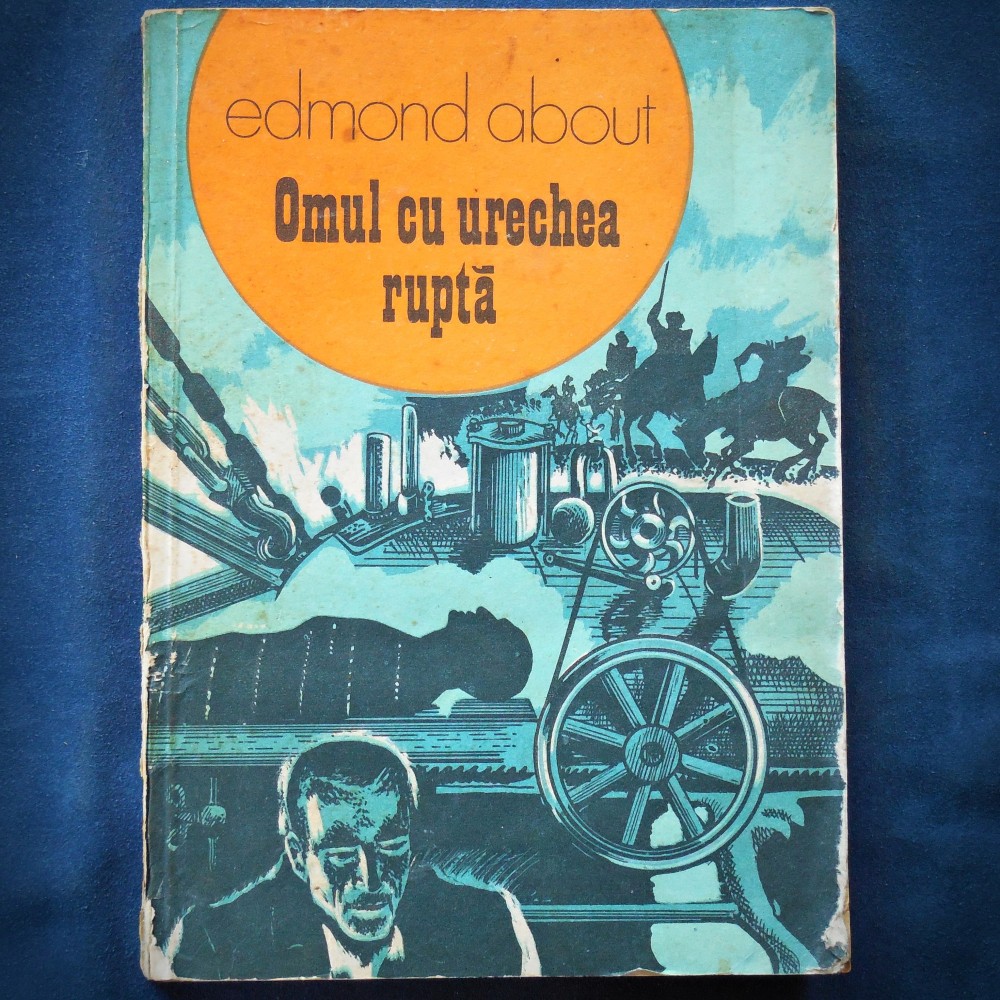 edmond about
Omul cu urechea
ruptă